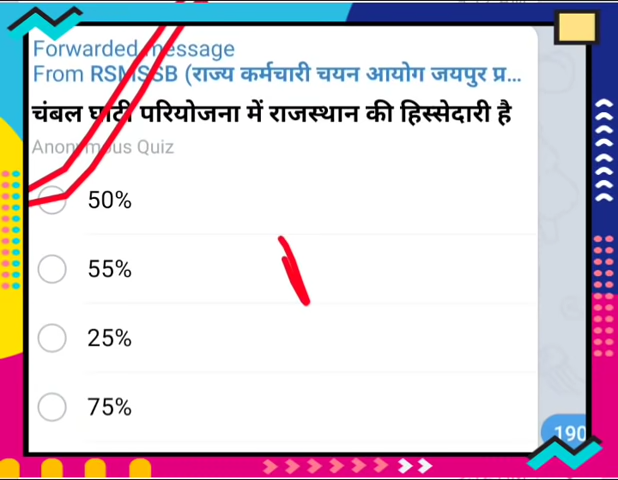 Forwarded message
From RSMSSB (राज्य कर्मचारी चयन आयोग जयपुर प्र...
चंबल घाटी परियोजना में राजस्थान की हिस्सेदारी है
Anonymous Quiz
50%
55%
25%
75%
190